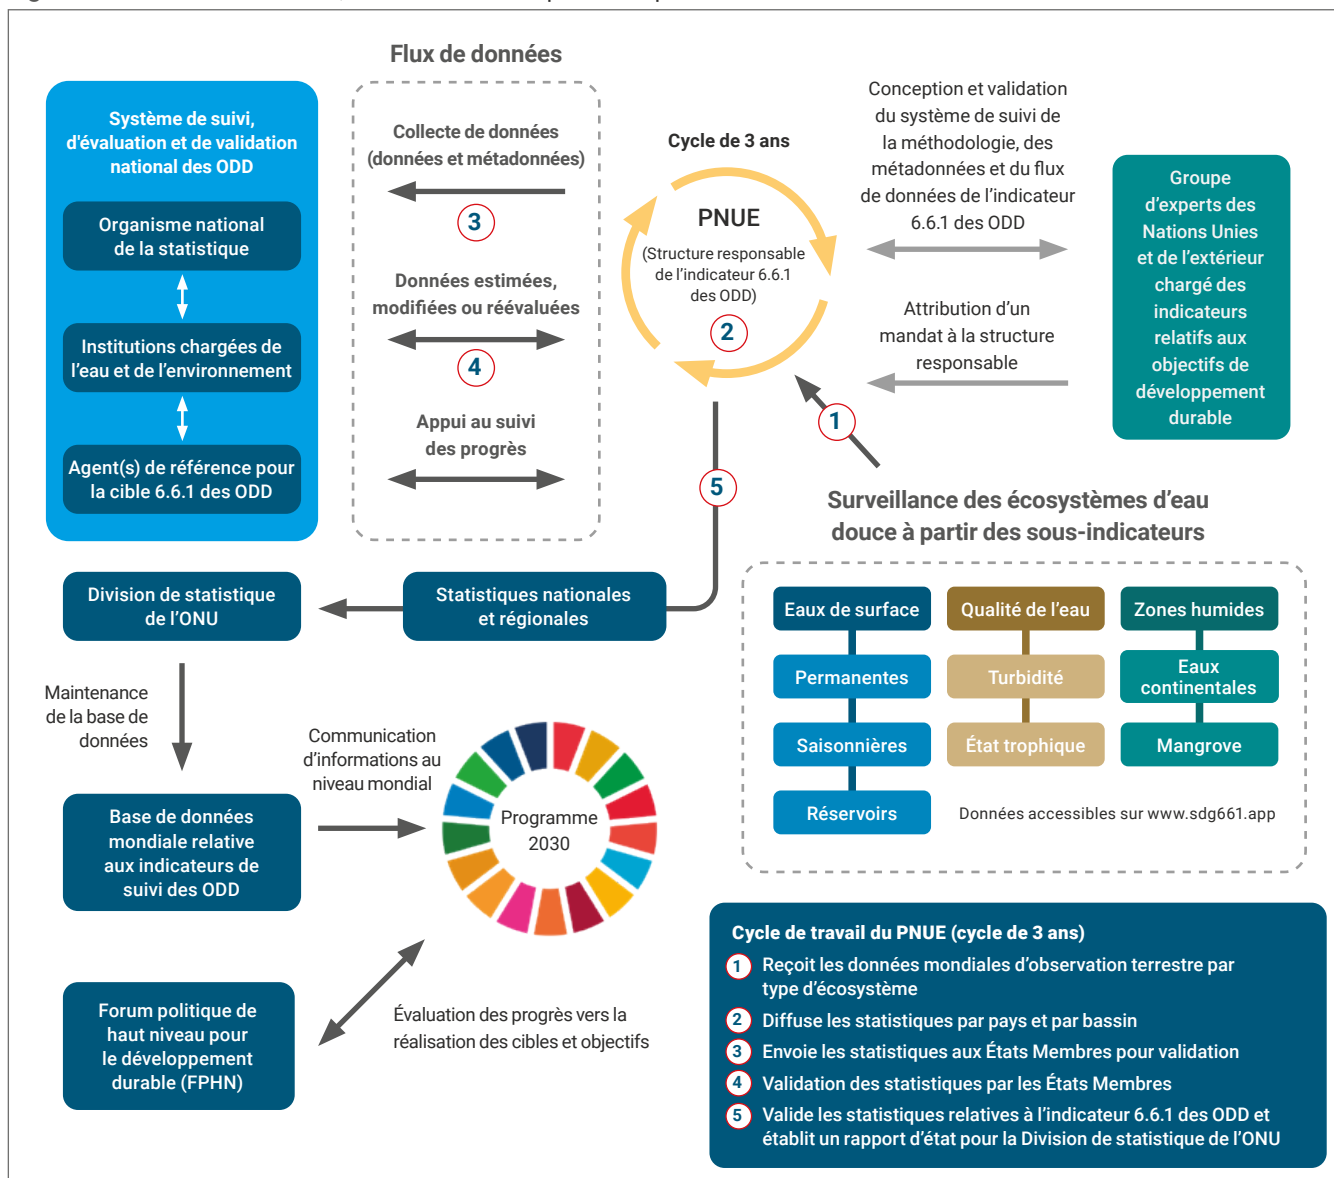 Flux de données
Système de suivi,
d'évaluation et de validation
national des ODD
Organisme national
de la statistique
Institutions chargées de
l'eau et de l'environnement
Agent(s) de référence pour
la cible 6.6.1 des ODD
Collecte de données
(données et métadonnées)
3
Données estimées,
modifiées ou réévaluées
4
Appui au suivi
des progrès
Cycle de 3 ans
PNUE
(Structure responsable
de l'indicateur 6.6.1
des ODD)
2
Conception et validation
du système de suivi de
la méthodologie, des
métadonnées et du flux
de données de l'indicateur
6.6.1 des ODD
Attribution d'un
mandat à la structure
responsable
Groupe
d'experts des
Nations Unies
et de l'extérieur
chargé des
indicateurs
relatifs aux
objectifs de
développement
durable
1
5
Surveillance des écosystèmes d'eau
douce à partir des sous-indicateurs
Eaux de surface
Permanentes
Saisonnières
Réservoirs
Qualité de l'eau
Turbidité
État trophique
Zones humides
Eaux
continentales
Mangrove
Données accessibles sur www.sdg661.app
Statistiques nationales
et régionales
Division de statistique
de l'ONU
Maintenance
de la base de
données
Base de données
mondiale relative
aux indicateurs de
suivi des ODD
Communication
d'informations au
niveau mondial
Programme
2030
Forum politique de
haut niveau pour
le développement
durable (FPHN)
Évaluation des progrès vers la
réalisation des cibles et objectifs
Cycle de travail du PNUE (cycle de 3 ans)
1 Reçoit les données mondiales d'observation terrestre par
type d'écosystème
2 Diffuse les statistiques par pays et par bassin
3 Envoie les statistiques aux États Membres pour validation
4 Validation des statistiques par les États Membres
5 Valide les statistiques relatives à l'indicateur 6.6.1 des ODD et
établit un rapport d'état pour la Division de statistique de l'ONU